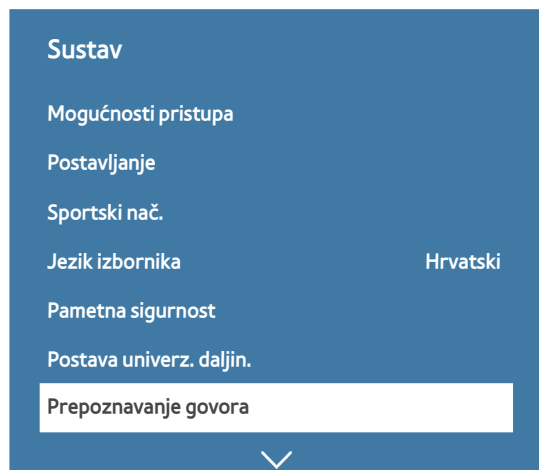 Sustav
Mogućnosti pristupa
Postavljanje
Sportski nač.
Jezik izbornika Hrvatski
Pametna sigurnost
Postava univerz. daljin.
Prepoznavanje govora